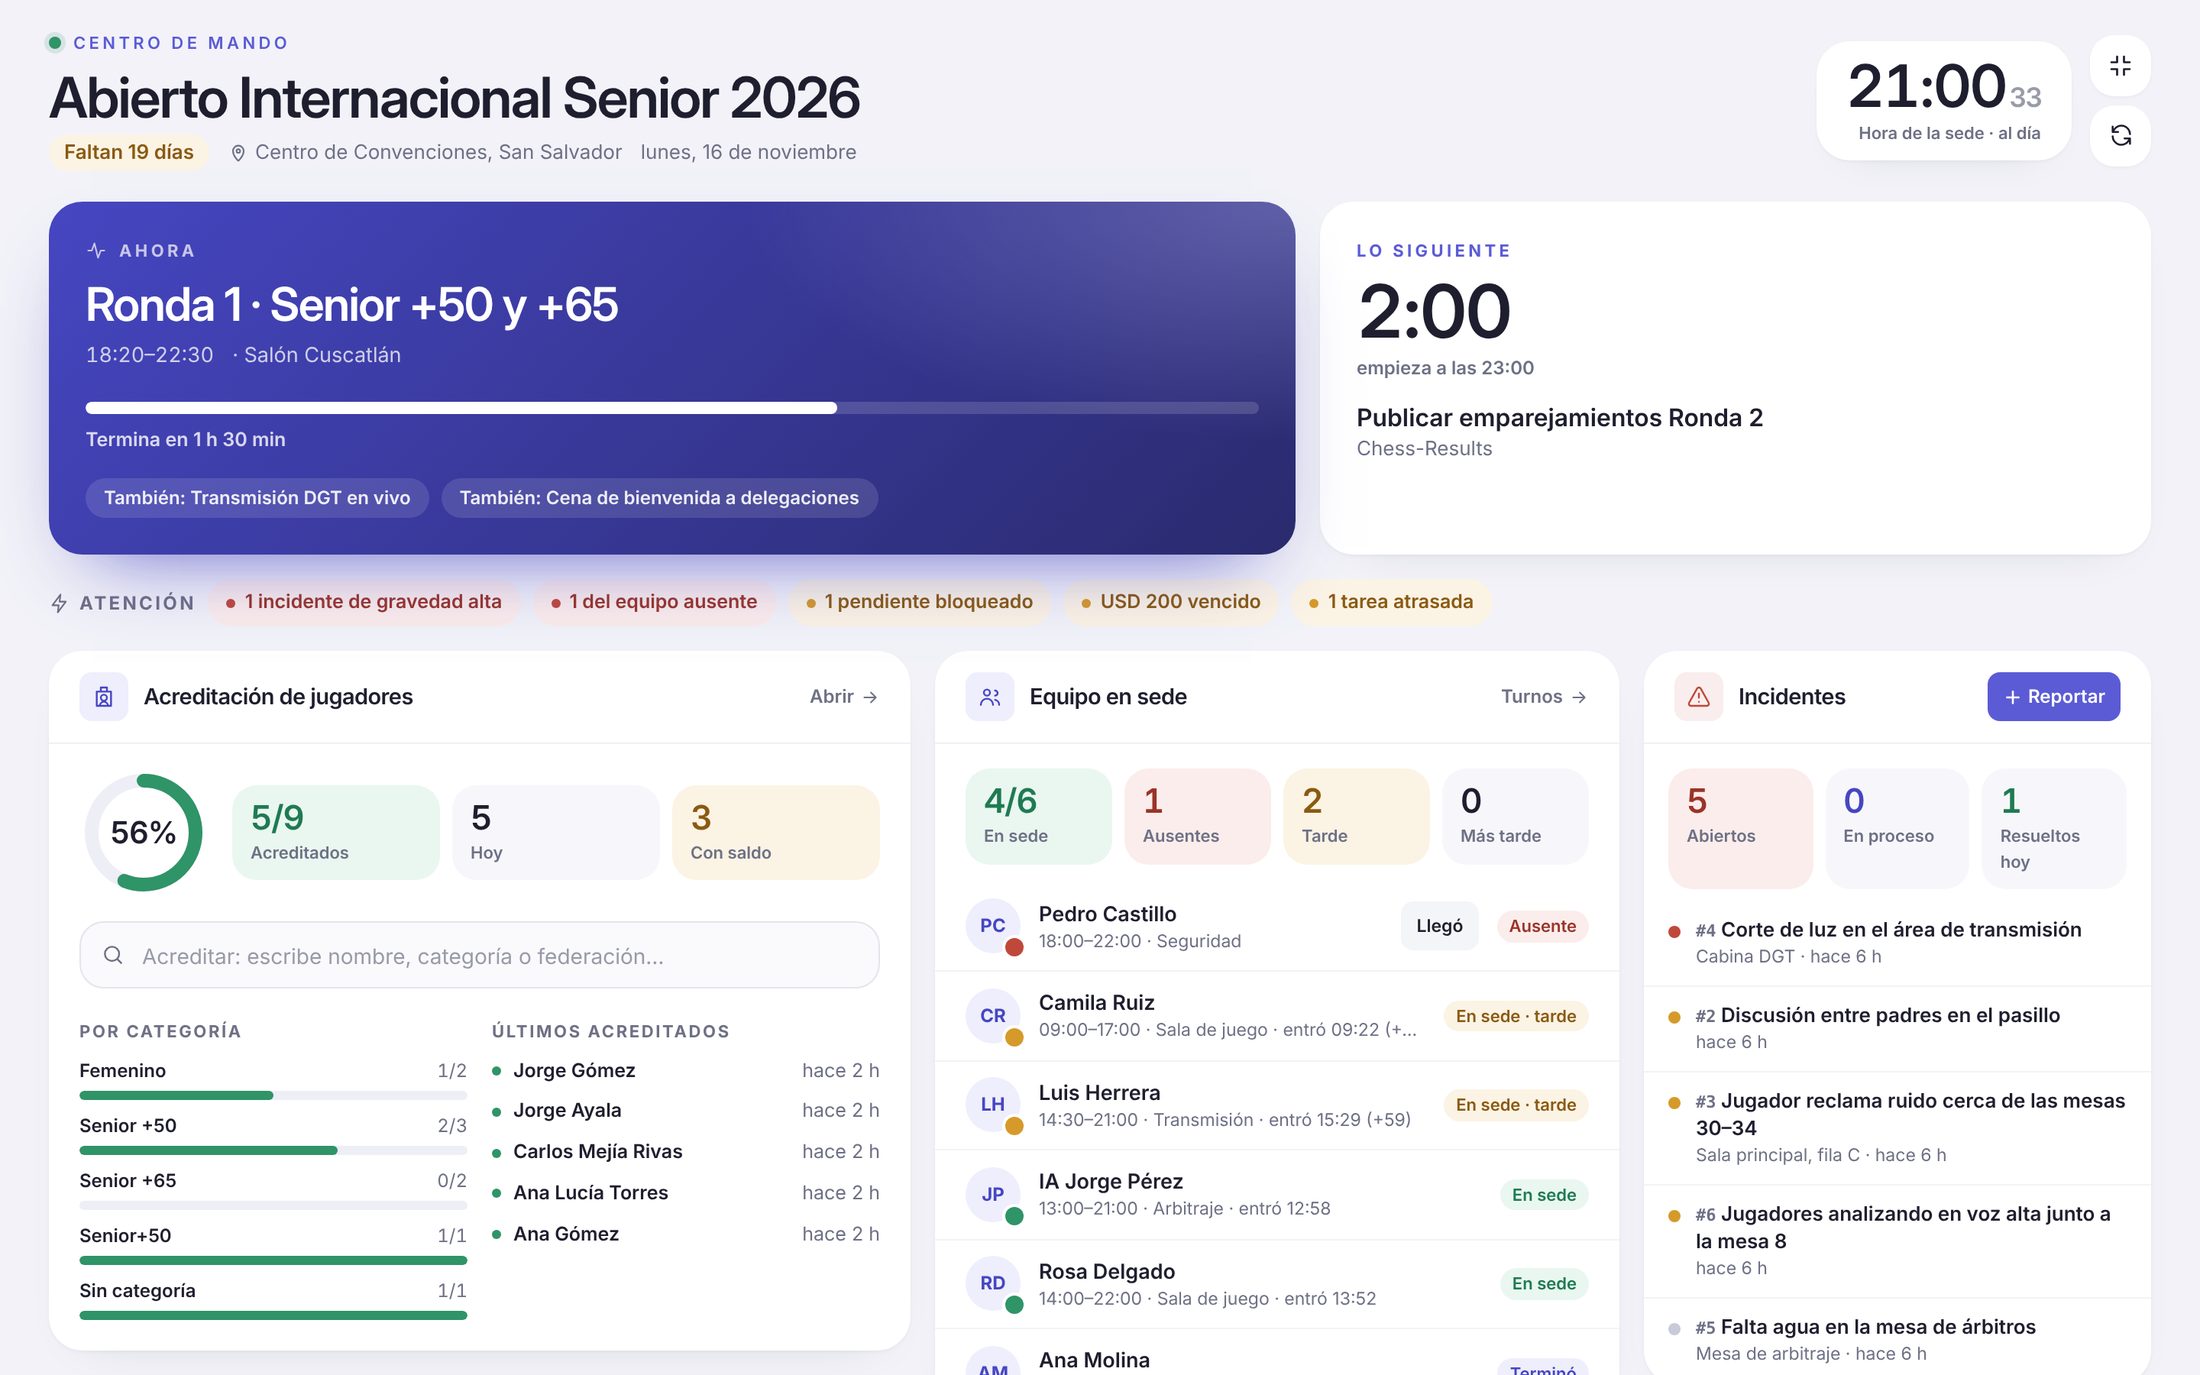 CENTRO DE MANDO
Abierto Internacional Senior 2026
Faltan 19 días
Centro de Convenciones, San Salvador lunes, 16 de noviembre
21:00 33
Hora de la sede · al día
AHORA
Ronda 1 · Senior +50 y +65
18:20–22:30 · Salón Cuscatlán
Termina en 1 h 30 min
También: Transmisión DGT en vivo
También: Cena de bienvenida a delegaciones
LO SIGUIENTE
2:00
empieza a las 23:00
Publicar emparejamientos Ronda 2
Chess-Results
ATENCIÓN
1 incidente de gravedad alta
1 del equipo ausente
1 pendiente bloqueado
USD 200 vencido
1 tarea atrasada
Acreditación de jugadores
Abrir →
56%
5/9
Acreditados
5
Hoy
3
Con saldo
Acreditar: escribe nombre, categoría o federación...
POR CATEGORÍA
Femenino 1/2
Senior +50 2/3
Senior +65 0/2
Senior+50 1/1
Sin categoría 1/1
ÚLTIMOS ACREDITADOS
Jorge Gómez hace 2 h
Jorge Ayala hace 2 h
Carlos Mejía Rivas hace 2 h
Ana Lucía Torres hace 2 h
Ana Gómez hace 2 h
Equipo en sede
Turnos →
4/6
En sede
1
Ausentes
2
Tarde
0
Más tarde
PC
Pedro Castillo
18:00–22:00 · Seguridad
Llegó
Ausente
CR
Camila Ruiz
09:00–17:00 · Sala de juego · entró 09:22 (+...
En sede · tarde
LH
Luis Herrera
14:30–21:00 · Transmisión · entró 15:29 (+59)
En sede · tarde
JP
IA Jorge Pérez
13:00–21:00 · Arbitraje · entró 12:58
En sede
RD
Rosa Delgado
14:00–22:00 · Sala de juego · entró 13:52
En sede
AM
Ana Molina
Terminó
Incidentes
+ Reportar
5
Abiertos
0
En proceso
1
Resueltos
hoy
#4 Corte de luz en el área de transmisión
Cabina DGT · hace 6 h
#2 Discusión entre padres en el pasillo
hace 6 h
#3 Jugador reclama ruido cerca de las mesas
30–34
Sala principal, fila C · hace 6 h
#6 Jugadores analizando en voz alta junto a
la mesa 8
hace 6 h
#5 Falta agua en la mesa de árbitros
Mesa de arbitraje · hace 6 h